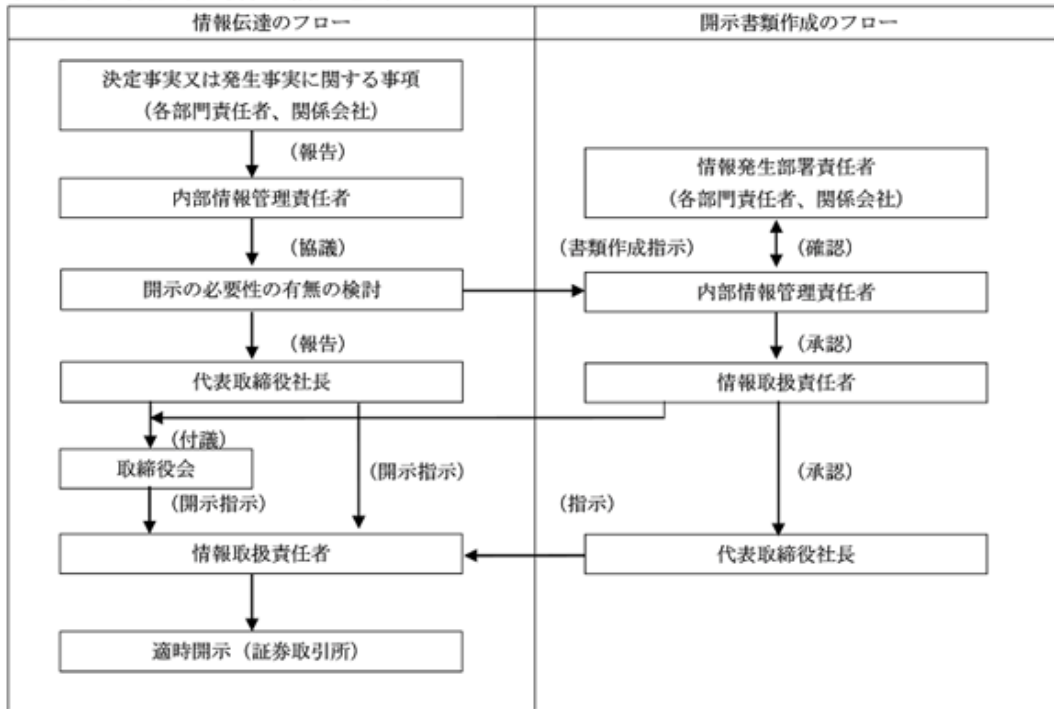 情報伝達のフロー
決定事実又は発生事実に関する事項
（各部門責任者、関係会社）
（報告）
内部情報管理責任者
（協議）
開示の必要性の有無の検討
（報告）
代表取締役社長
（付議）
取締役会
（開示指示）
（開示指示）
情報取扱責任者
適時開示（証券取引所）
開示書類作成のフロー
情報発生部署責任者
（各部門責任者、関係会社）
（書類作成指示）
（確認）
内部情報管理責任者
（承認）
情報取扱責任者
（承認）
（指示）
代表取締役社長